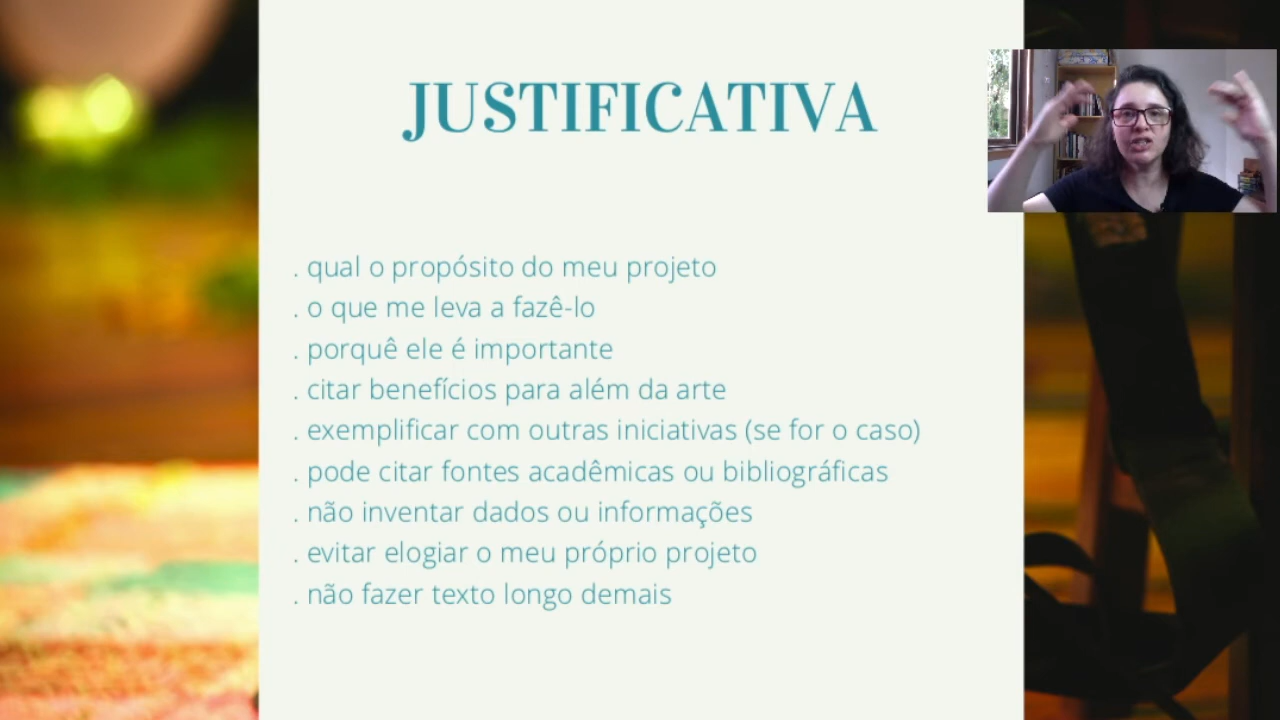 JUSTIFICATIVA
. qual o propósito do meu projeto
. o que me leva a fazê-lo
. porquê ele é importante
. citar benefícios para além da arte
. exemplificar com outras iniciativas (se for o caso)
. pode citar fontes acadêmicas ou bibliográficas
. não inventar dados ou informações
. evitar elogiar o meu próprio projeto
. não fazer texto longo demais